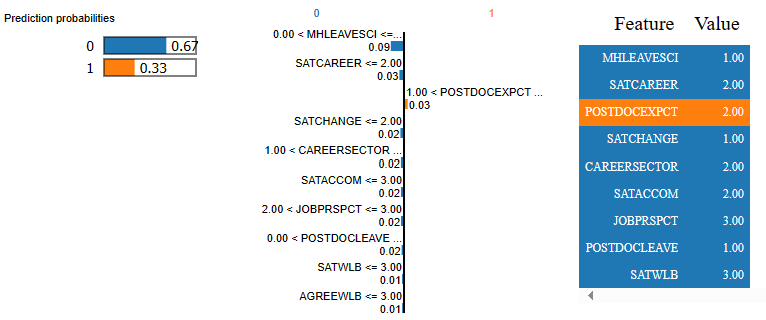 Prediction probabilities
0 0.67
1 0.33
0 1
0.00 < MHLEAVESCI <=...
0.09
SATCAREER <= 2.00
0.03
1.00 < POSTDOCEXPCT ...
0.03
SATCHANGE <= 2.00
0.02
1.00 < CAREERSECTOR ...
0.02
SATACCOM <= 3.00
0.02
2.00 < JOBPRSPCT <= 3.00
0.02
0.00 < POSTDOCLEAVE ...
0.02
SATWLB <= 3.00
0.01
AGREEWLB <= 3.00
0.01
Feature Value
MHLEAVESCI 1.00
SATCAREER 2.00
POSTDOCEXPCT 2.00
SATCHANGE 1.00
CAREERSECTOR 2.00
SATACCOM 2.00
JOBPRSPCT 3.00
POSTDOCLEAVE 1.00
SATWLB 3.00